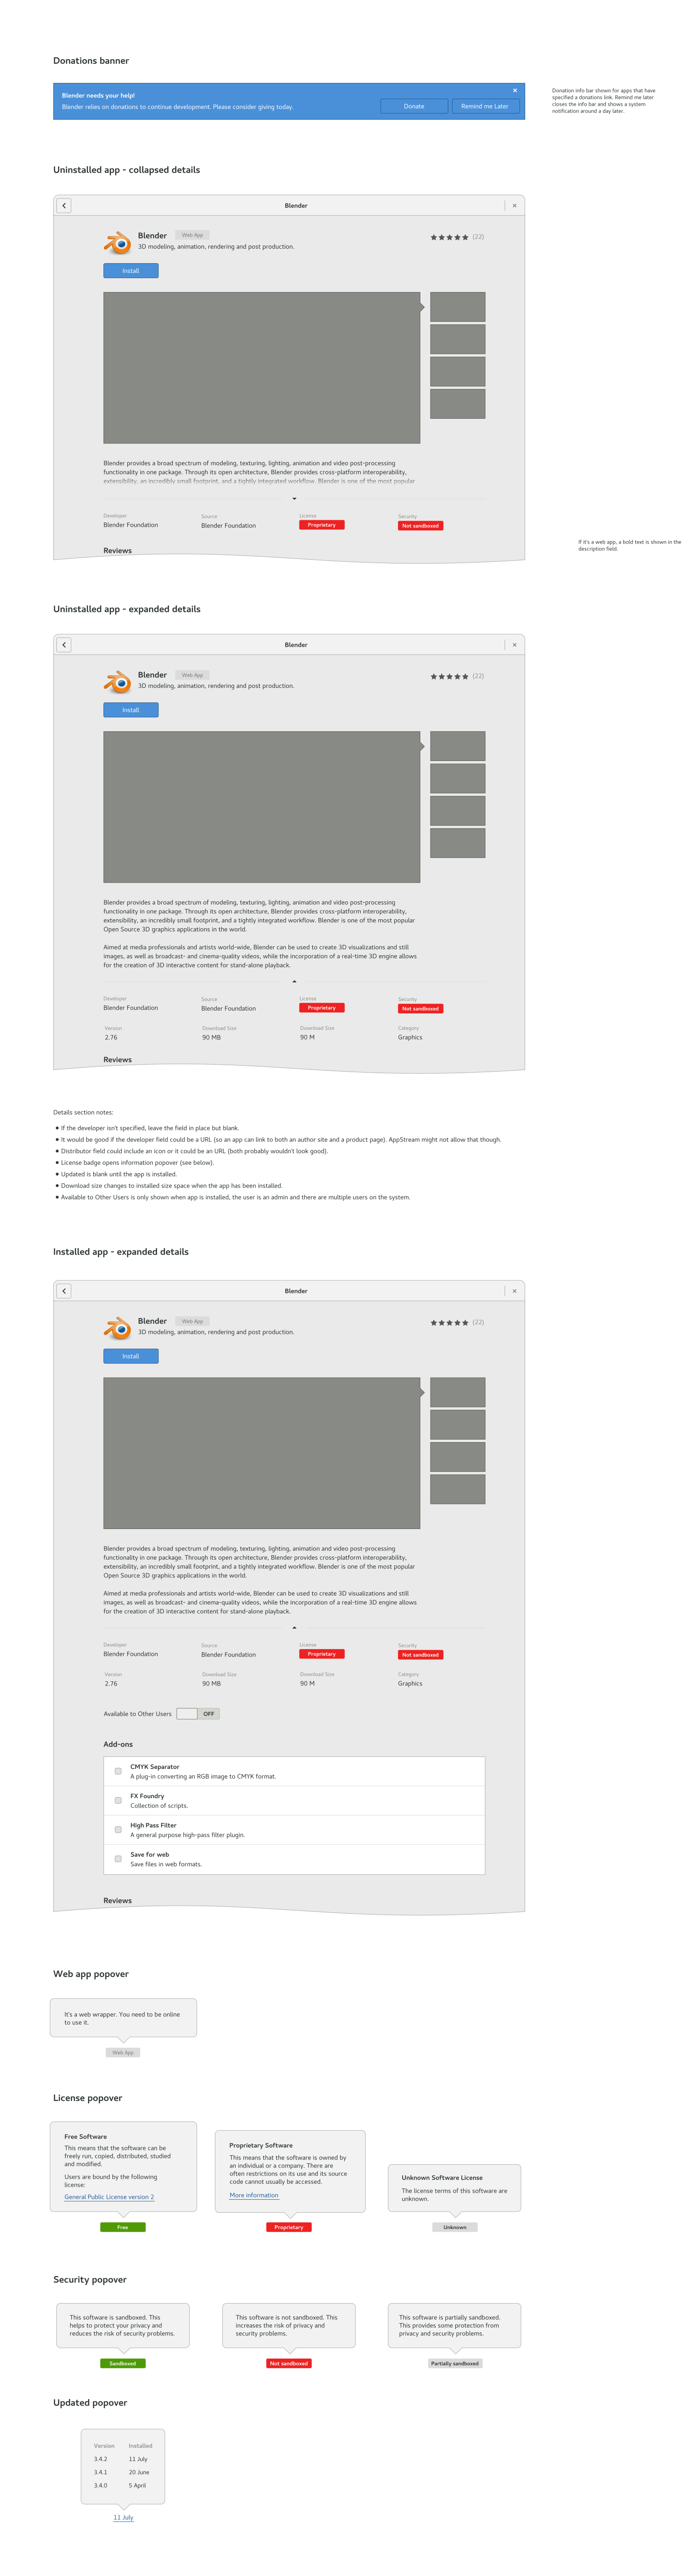 Donations banner
Blender needs your help!
Blender relies on donations to continue development. Please consider giving today.
Donate
Remind me Later
Donation info bar shown for apps that have
specified a donations link. Remind me later
closes the info bar and shows a system
notification around a day later.
Uninstalled app - collapsed details
Blender
Blender
Web App
3D modeling, animation, rendering and post production.
(22)
Install
Blender provides a broad spectrum of modeling, texturing, lighting, animation and video post-processing
functionality in one package. Through its open architecture, Blender provides cross-platform interoperability,
extensibility, an incredibly small footprint, and a tightly integrated workflow. Blender is one of the most popular
Developer
Source
License
Security
Blender Foundation
Blender Foundation
Proprietary
Not sandboxed
Reviews
If it's a web app, a bold text is shown in the
description field.
Uninstalled app - expanded details
Blender
Blender
Web App
3D modeling, animation, rendering and post production.
(22)
Install
Blender provides a broad spectrum of modeling, texturing, lighting, animation and video post-processing
functionality in one package. Through its open architecture, Blender provides cross-platform interoperability,
extensibility, an incredibly small footprint, and a tightly integrated workflow. Blender is one of the most popular
Open Source 3D graphics applications in the world.
Aimed at media professionals and artists world-wide, Blender can be used to create 3D visualizations and still
images, as well as broadcast- and cinema-quality videos, while the incorporation of a real-time 3D engine allows
for the creation of 3D interactive content for stand-alone playback.
Developer
Source
License
Security
Blender Foundation
Blender Foundation
Proprietary
Not sandboxed
Version
Download Size
Download Size
Category
2.76
90 MB
90 M
Graphics
Reviews
Details section notes:
• If the developer isn't specified, leave the field in place but blank.
• It would be good if the developer field could be a URL (so an app can link to both an author site and a product page). AppStream might not allow that though.
• Distributor field could include an icon or it could be an URL (both probably wouldn't look good).
• License badge opens information popover (see below).
• Updated is blank until the app is installed.
• Download size changes to installed size space when the app has been installed.
• Available to Other Users is only shown when app is installed, the user is an admin and there are multiple users on the system.
Installed app - expanded details
Blender
Blender
Web App
3D modeling, animation, rendering and post production.
(22)
Install
Blender provides a broad spectrum of modeling, texturing, lighting, animation and video post-processing
functionality in one package. Through its open architecture, Blender provides cross-platform interoperability,
extensibility, an incredibly small footprint, and a tightly integrated workflow. Blender is one of the most popular
Open Source 3D graphics applications in the world.
Aimed at media professionals and artists world-wide, Blender can be used to create 3D visualizations and still
images, as well as broadcast- and cinema-quality videos, while the incorporation of a real-time 3D engine allows
for the creation of 3D interactive content for stand-alone playback.
Developer
Source
License
Security
Blender Foundation
Blender Foundation
Proprietary
Not sandboxed
Version
Download Size
Download Size
Category
2.76
90 MB
90 M
Graphics
Available to Other Users
OFF
Add-ons
CMYK Separator
A plug-in converting an RGB image to CMYK format.
FX Foundry
Collection of scripts.
High Pass Filter
A general purpose high-pass filter plugin.
Save for web
Save files in web formats.
Reviews
Web app popover
It's a web wrapper. You need to be online
to use it.
Web App
License popover
Free Software
This means that the software can be
freely run, copied, distributed, studied
and modified.
Users are bound by the following
license:
General Public License version 2
Free
Proprietary Software
This means that the software is owned by
an individual or a company. There are
often restrictions on its use and its source
code cannot usually be accessed.
More information
Proprietary
Unknown Software License
The license terms of this software are
unknown.
Unknown
Security popover
This software is sandboxed. This
helps to protect your privacy and
reduces the risk of security problems.
Sandboxed
This software is not sandboxed. This
increases the risk of privacy and
security problems.
Not sandboxed
This software is partially sandboxed.
This provides some protection from
privacy and security problems.
Partially sandboxed
Updated popover
Version
Installed
3.4.2
11 July
3.4.1
20 June
3.4.0
5 April
11 July